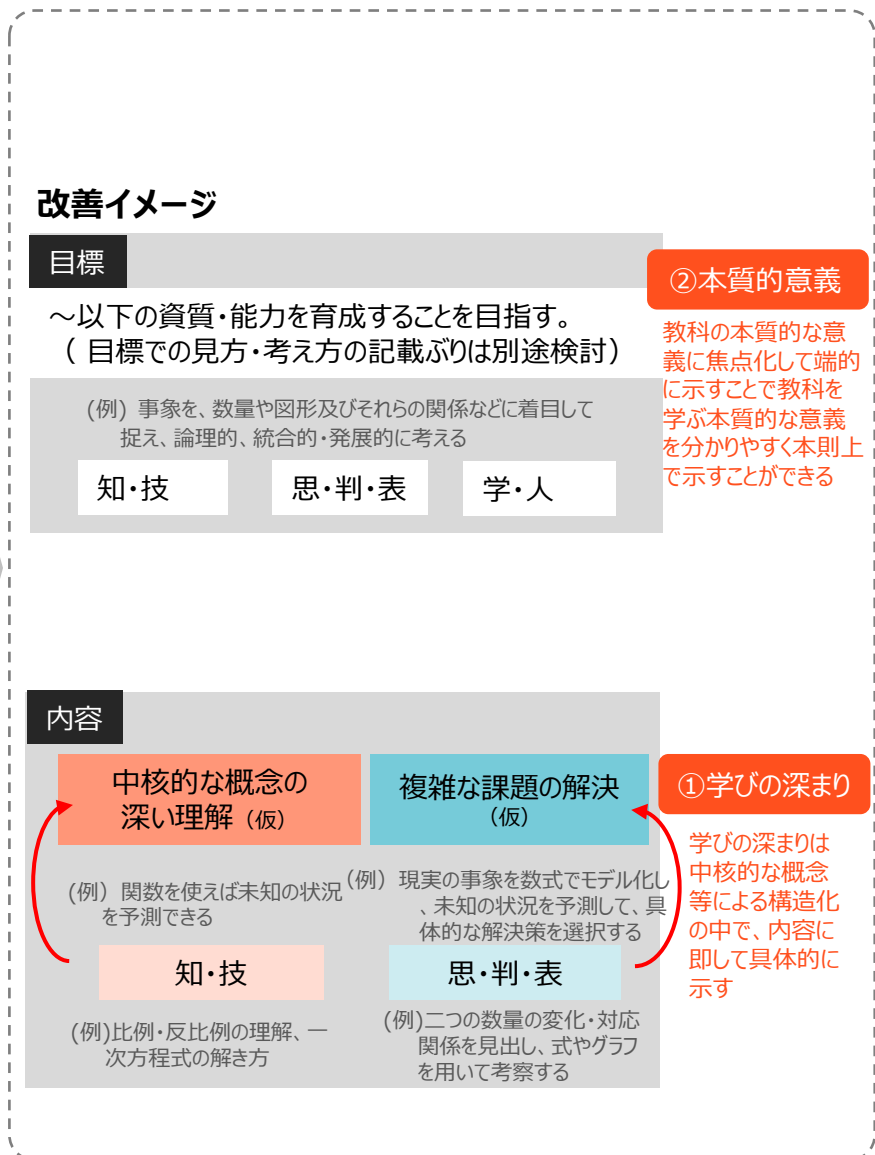 改善イメージ
目標
～以下の資質・能力を育成することを目指す。
（ 目標での見方・考え方の記載ぶりは別途検討）
(例) 事象を、数量や図形及びそれらの関係などに着目して
捉え、論理的、統合的・発展的に考える
知・技
思・判・表
学・人
②本質的意義
教科の本質的な意
義に焦点化して端的
に示すことで教科を
学ぶ本質的な意義
を分かりやすく本則上
で示すことができる
内容
中核的な概念の
深い理解（仮）
複雑な課題の解決
（仮）
(例) 関数を使えば未知の状況
を予測できる
(例) 現実の事象を数式でモデル化し
、未知の状況を予測して、具
体的な解決策を選択する
知・技
思・判・表
(例)比例・反比例の理解、一
次方程式の解き方
(例)二つの数量の変化・対応
関係を見出し、式やグラフ
を用いて考察する
①学びの深まり
学びの深まりは
中核的な概念
等による構造化
の中で、内容に
即して具体的に
示す